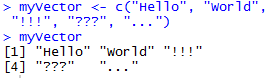 > myVector <- c("Hello", "World",
"!!!", "???", "...")
> myVector
[1] "Hello" "World" "!!!"
[4] "???"   "..."